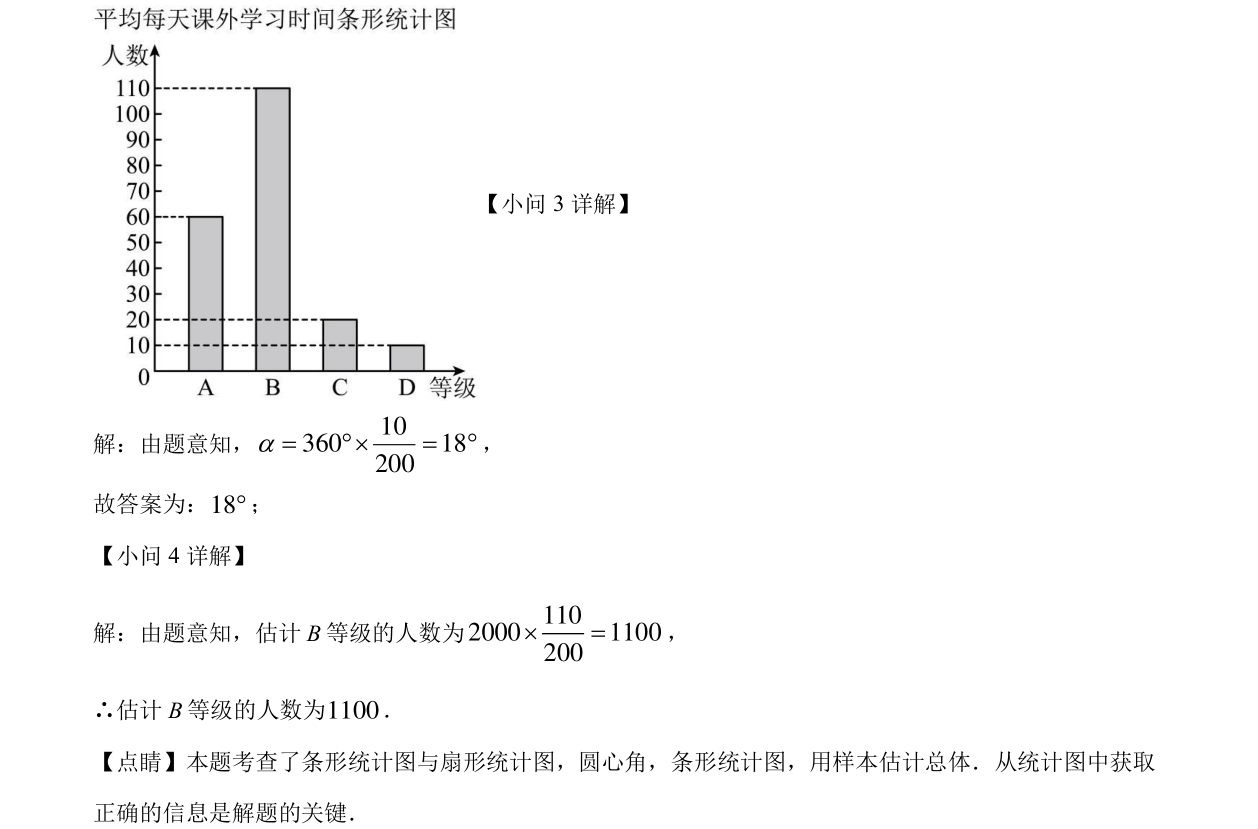 平均每天课外学习时间条形统计图
人数
110
100
90
80
70
60
50
40
30
20
10
0
A B C D 等级
【小问 3 详解】
解：由题意知，α = 360° × 10/200 = 18°，
故答案为：18°；
【小问 4 详解】
解：由题意知，估计 B 等级的人数为 2000 × 110/200 = 1100，
∴估计 B 等级的人数为1100．
【点睛】本题考查了条形统计图与扇形统计图，圆心角，条形统计图，用样本估计总体．从统计图中获取
正确的信息是解题的关键．